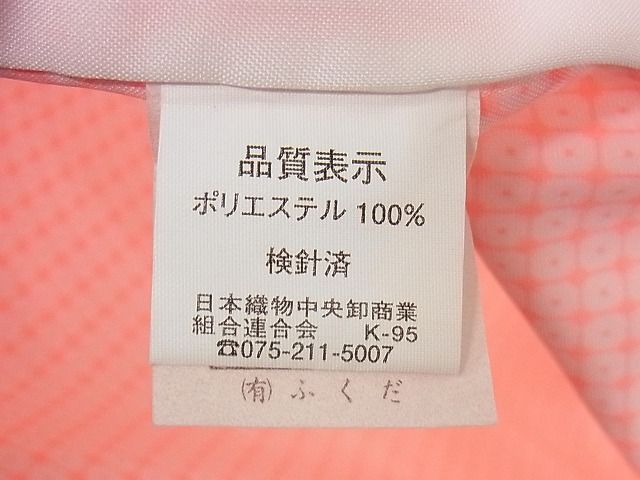 品質表示
ポリエステル 100%
検針済
日本織物中央卸商業
組合連合会 K-95
☎075-211-5007
(有) ふくだ